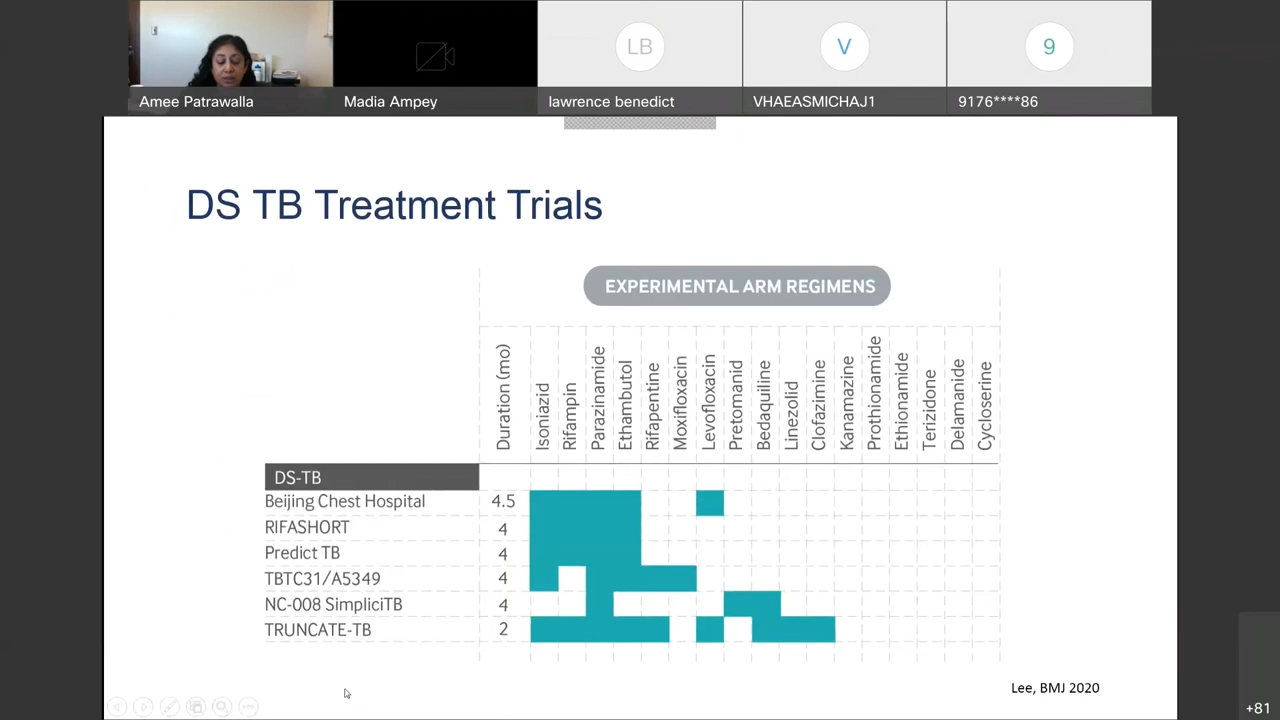 LB
V
9
Amee Patrawalla
Madia Ampey
lawrence benedict
VHAEASMICHAJ1
9176****86
DS TB Treatment Trials
EXPERIMENTAL ARM REGIMENS
Duration (mo)
Isoniazid
Rifampin
Parazinamide
Ethambutol
Rifapentine
Moxifloxacin
Levofloxacin
Pretomanid
Bedaquiline
Linezolid
Clofazimine
Kanamazine
Prothionamide
Ethionamide
Terizidone
Delamanide
Cycloserine
DS-TB
Beijing Chest Hospital 4.5
RIFASHORT 4
Predict TB 4
TBTC31/A5349 4
NC-008 SimpliciTB 4
TRUNCATE-TB 2
Lee, BMJ 2020
+81